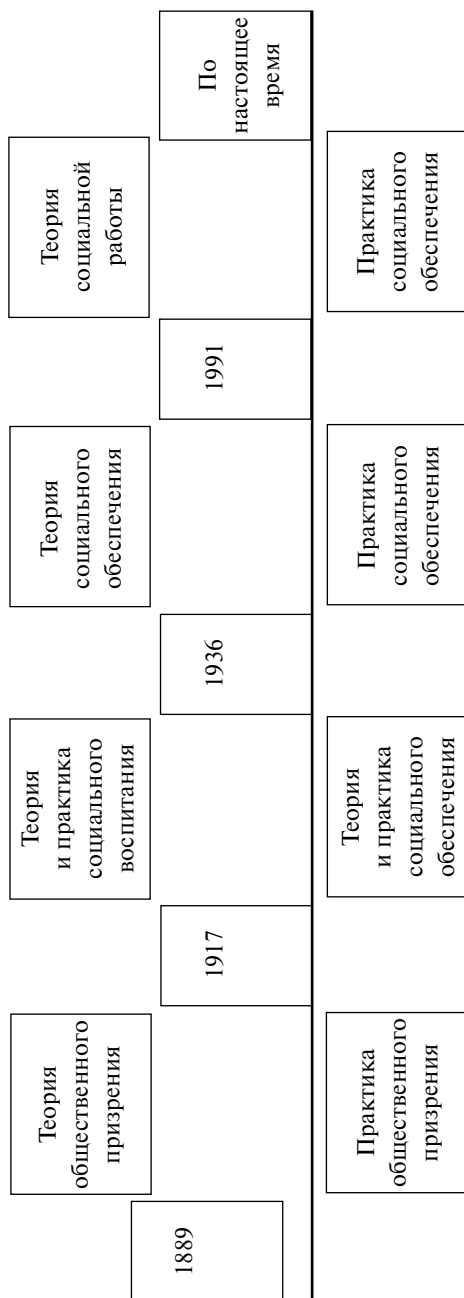 Теория
общественного
призрения
Теория
и практика
социального
воспитания
Теория
социального
обеспечения
Теория
социальной
работы
1889
1917
1936
1991
По
настоящее
время
Практика
общественного
призрения
Теория
и практика
социального
обеспечения
Практика
социального
обеспечения
Практика
социального
обеспечения